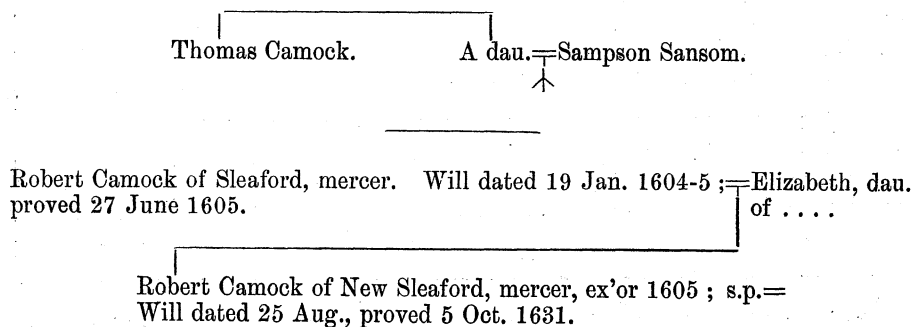 Thomas Camock. A dau.=Sampson Sansom.
Robert Camock of Sleaford, mercer. Will dated 19 Jan. 1604-5 ;=Elizabeth, dau.
proved 27 June 1605. of . . . .
Robert Camock of New Sleaford, mercer, ex'or 1605 ; s.p.=
Will dated 25 Aug., proved 5 Oct. 1631.